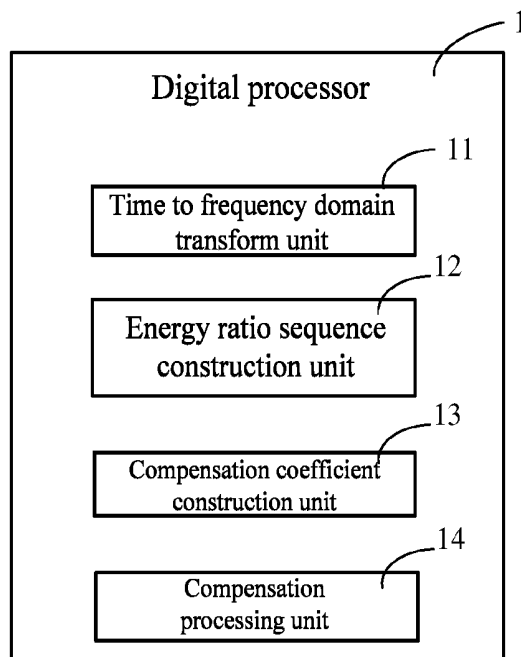 1
Digital processor
11
Time to frequency domain
transform unit
12
Energy ratio sequence
construction unit
13
Compensation coefficient
construction unit
14
Compensation
processing unit